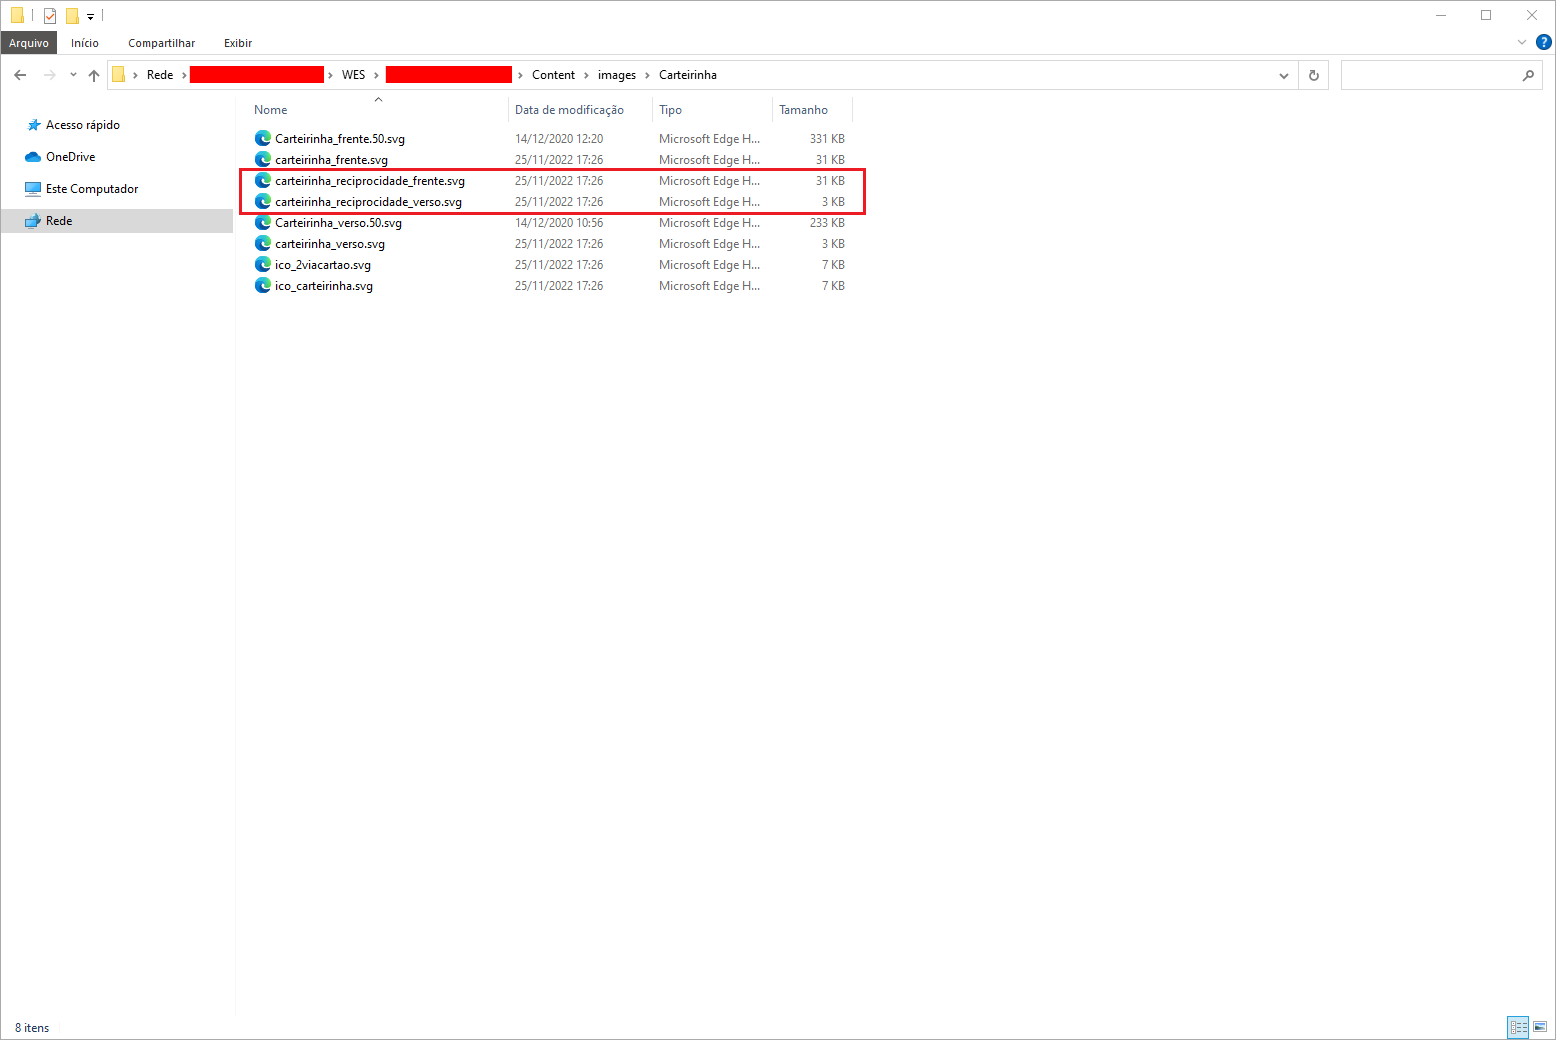 Arquivo Início Compartilhar Exibir
Rede WES Content images Carteirinha
Acesso rápido
OneDrive
Este Computador
Rede
Nome Data de modificação Tipo Tamanho
Carteirinha_frente.50.svg 14/12/2020 12:20 Microsoft Edge H... 331 KB
carteirinha_frente.svg 25/11/2022 17:26 Microsoft Edge H... 31 KB
carteirinha_reciprocidade_frente.svg 25/11/2022 17:26 Microsoft Edge H... 31 KB
carteirinha_reciprocidade_verso.svg 25/11/2022 17:26 Microsoft Edge H... 3 KB
Carteirinha_verso.50.svg 14/12/2020 10:56 Microsoft Edge H... 233 KB
carteirinha_verso.svg 25/11/2022 17:26 Microsoft Edge H... 3 KB
ico_2viacartao.svg 25/11/2022 17:26 Microsoft Edge H... 7 KB
ico_carteirinha.svg 25/11/2022 17:26 Microsoft Edge H... 7 KB
8 itens